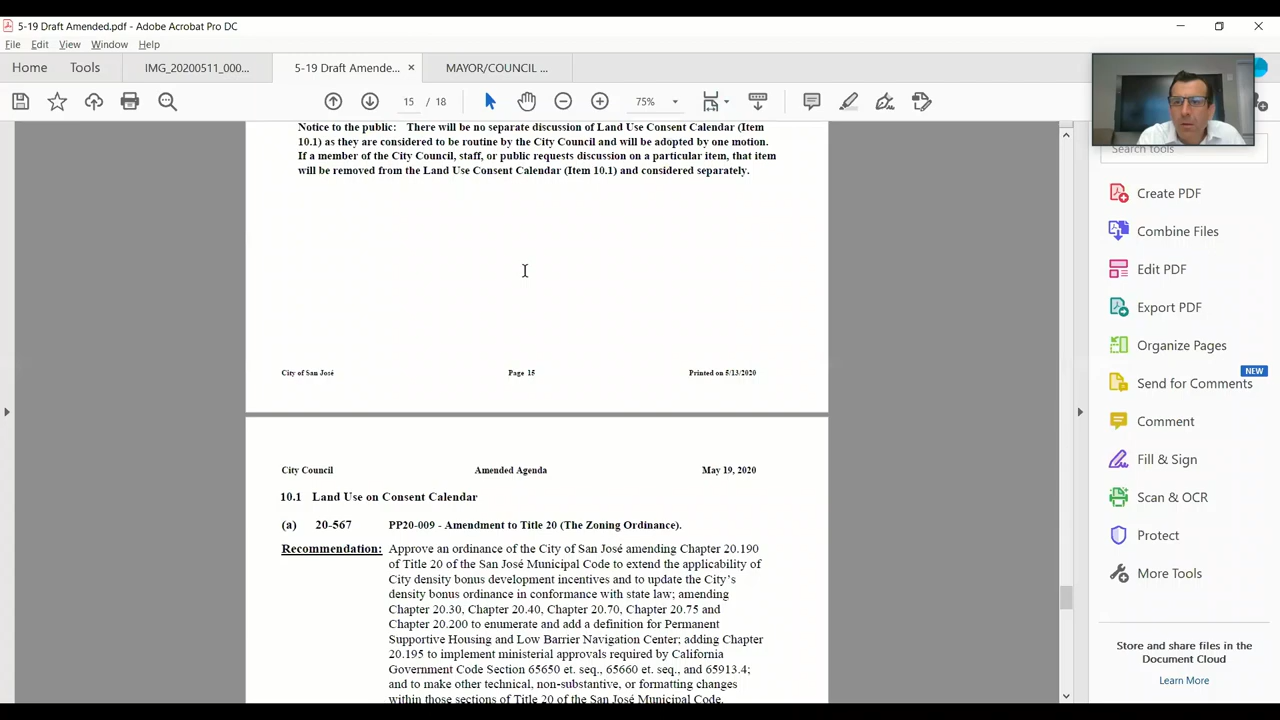 5-19 Draft Amended.pdf - Adobe Acrobat Pro DC
File Edit View Window Help
Home Tools IMG_20200511_000... 5-19 Draft Amende... × MAYOR/COUNCIL ...
15 / 18 75%
Notice to the public: There will be no separate discussion of Land Use Consent Calendar (Item
10.1) as they are considered to be routine by the City Council and will be adopted by one motion.
If a member of the City Council, staff, or public requests discussion on a particular item, that item
will be removed from the Land Use Consent Calendar (Item 10.1) and considered separately.
City of San José Page 15 Printed on 5/13/2020
City Council Amended Agenda May 19, 2020
10.1 Land Use on Consent Calendar
(a) 20-567 PP20-009 - Amendment to Title 20 (The Zoning Ordinance).
Recommendation: Approve an ordinance of the City of San José amending Chapter 20.190
of Title 20 of the San José Municipal Code to extend the applicability of
City density bonus development incentives and to update the City's
density bonus ordinance in conformance with state law; amending
Chapter 20.30, Chapter 20.40, Chapter 20.70, Chapter 20.75 and
Chapter 20.200 to enumerate and add a definition for Permanent
Supportive Housing and Low Barrier Navigation Center; adding Chapter
20.195 to implement ministerial approvals required by California
Government Code Section 65650 et. seq., 65660 et. seq., and 65913.4;
and to make other technical, non-substantive, or formatting changes
within those sections of Title 20 of the San José Municipal Code.
Search tools
Create PDF
Combine Files
Edit PDF
Export PDF
Organize Pages
NEW
Send for Comments
Comment
Fill & Sign
Scan & OCR
Protect
More Tools
Store and share files in the
Document Cloud
Learn More